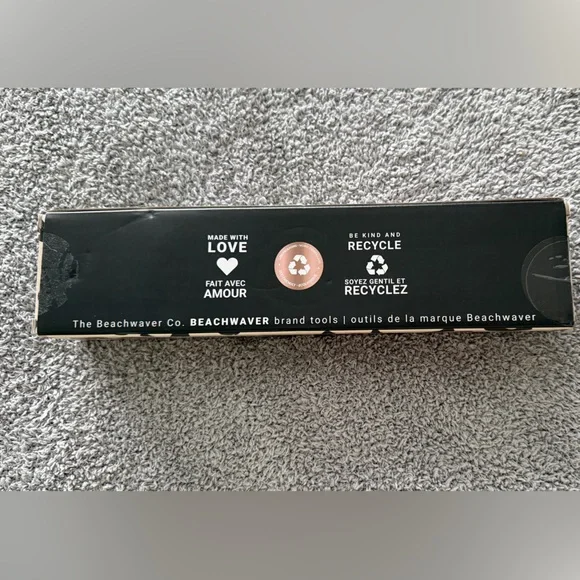 MADE WITH
LOVE
FAIT AVEC
AMOUR
BE KIND AND
RECYCLE
SOYEZ GENTIL ET
RECYCLEZ
The Beachwaver Co. BEACHWAVER brand tools | outils de la marque Beachwaver